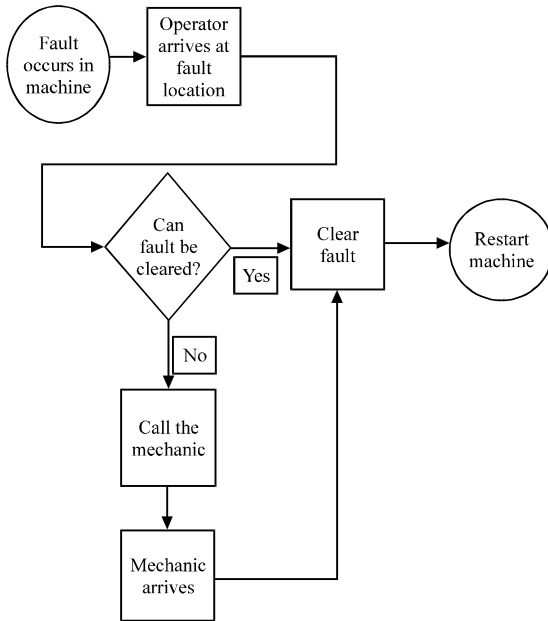 Fault
occurs in
machine
Operator
arrives at
fault
location
Can
fault be
cleared?
Yes
Clear
fault
Restart
machine
No
Call the
mechanic
Mechanic
arrives